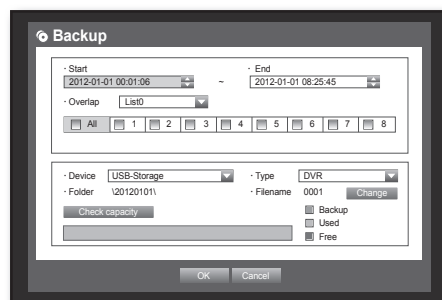 Backup
· Start
· End
2012-01-01 00:01:06 ~ 2012-01-01 08:25:45
· Overlap List0
All 1 2 3 4 5 6 7 8
· Device USB-Storage · Type DVR
· Folder \20120101\ · Filename 0001 Change
Check capacity
Backup
Used
Free
OK Cancel